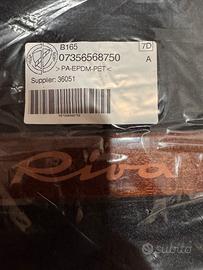 B165
7D
07356568750
A
> PA-EPDM-PET <
Supplier: 36051
Riva
subito